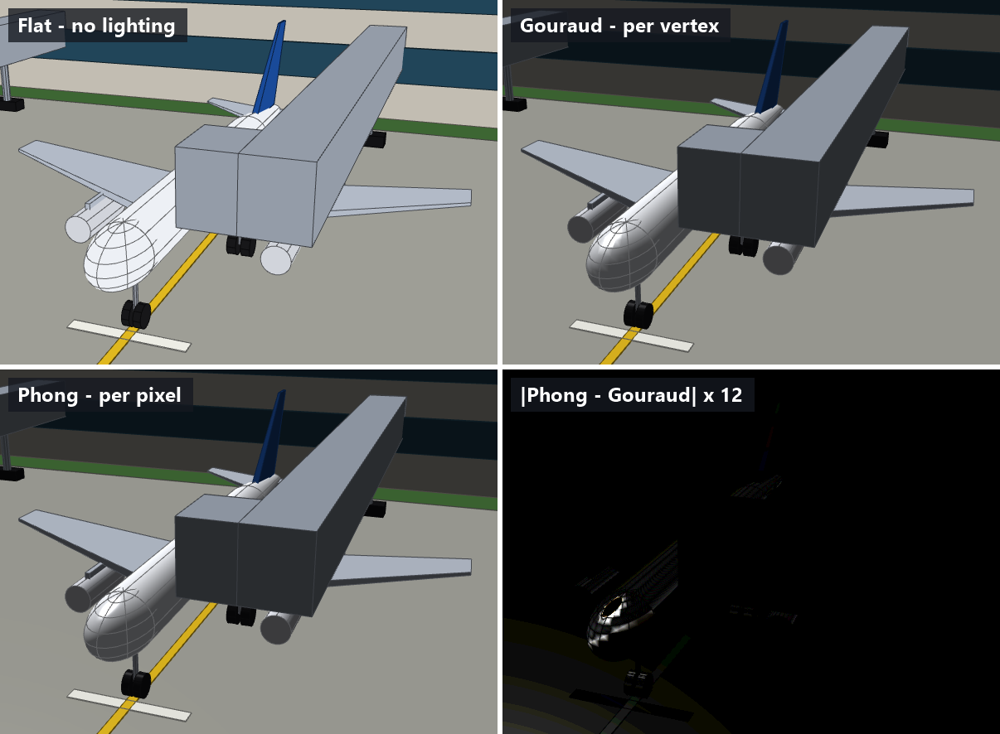 Flat - no lighting
Gouraud - per vertex
Phong - per pixel
|Phong - Gouraud| x 12